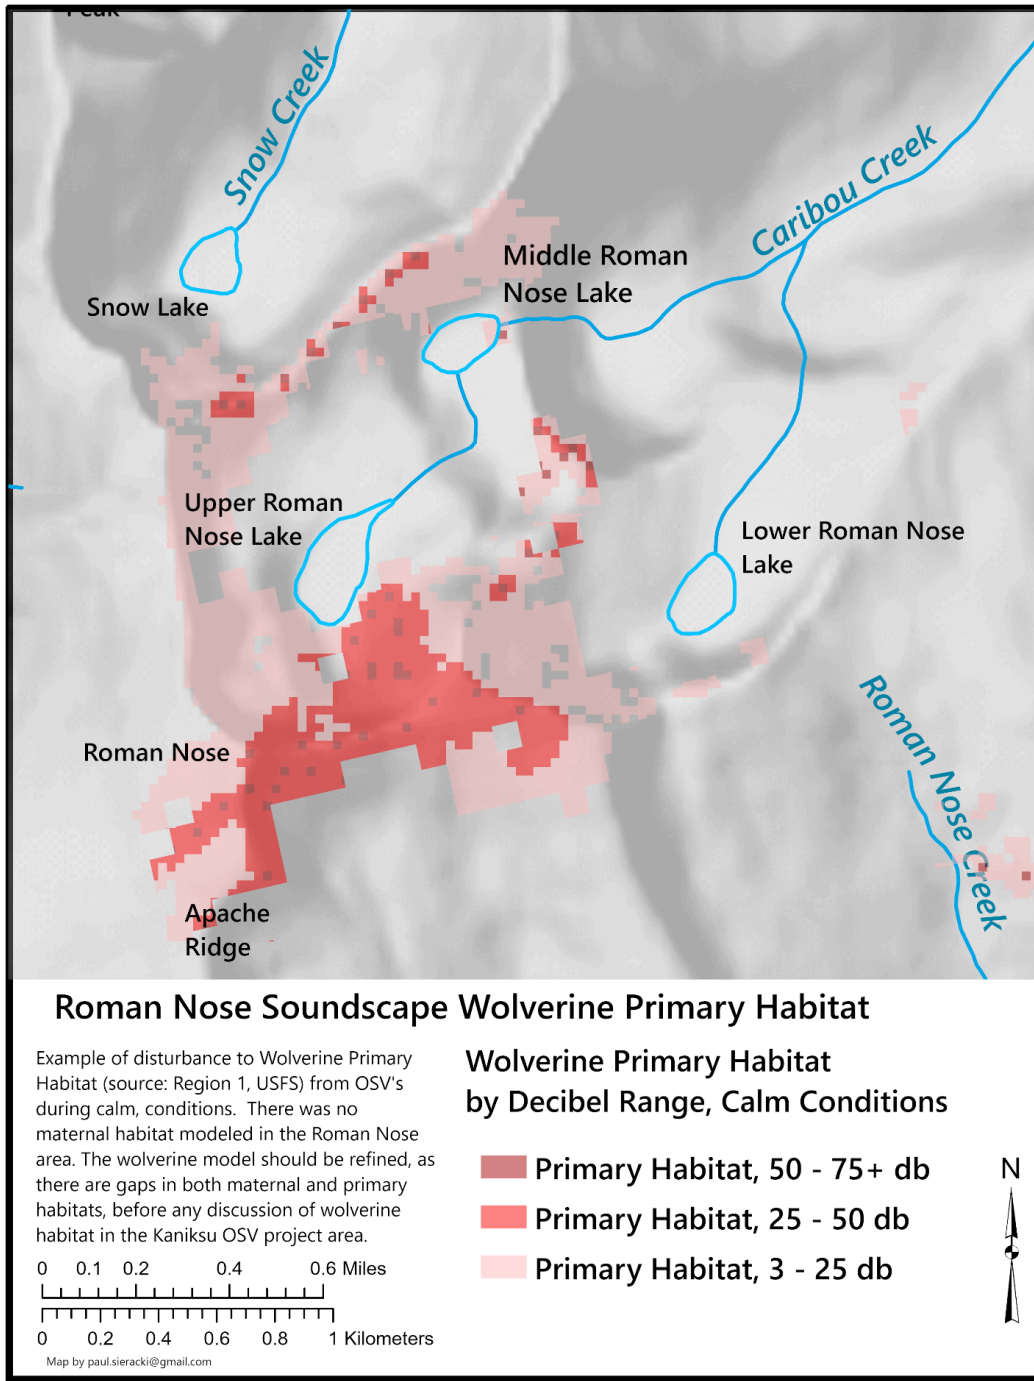 Peak
Snow Creek
Caribou Creek
Middle Roman
Nose Lake
Snow Lake
Upper Roman
Nose Lake
Lower Roman Nose
Lake
Roman Nose
Roman Nose Creek
Apache
Ridge
Roman Nose Soundscape Wolverine Primary Habitat
Example of disturbance to Wolverine Primary
Habitat (source: Region 1, USFS) from OSV's
during calm, conditions.  There was no
maternal habitat modeled in the Roman Nose
area. The wolverine model should be refined, as
there are gaps in both maternal and primary
habitats, before any discussion of wolverine
habitat in the Kaniksu OSV project area.
Wolverine Primary Habitat
by Decibel Range, Calm Conditions
Primary Habitat, 50 - 75+ db
Primary Habitat, 25 - 50 db
Primary Habitat, 3 - 25 db
N
0 0.1 0.2 0.4 0.6 Miles
0 0.2 0.4 0.6 0.8 1 Kilometers
Map by paul.sieracki@gmail.com